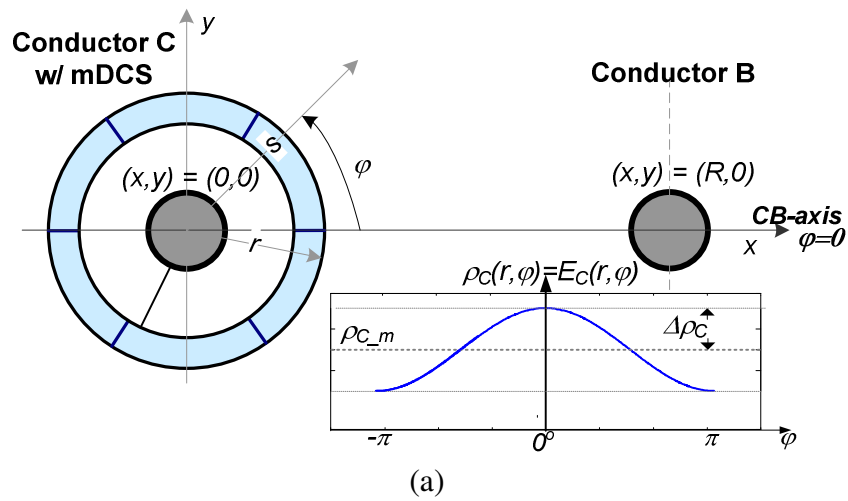 Conductor C
w/ mDCS
y
s
φ
(x,y) = (0,0)
r
Conductor B
(x,y) = (R,0)
CB-axis
x
φ=0
ρC(r,φ)=EC(r,φ)
ρC_m
ΔρC
-π
0°
π
φ
(a)